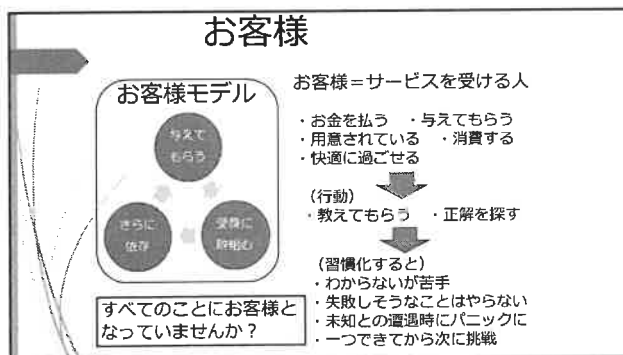 お客様
お客様モデル
与えて
もらう
さらに
依存
受身に
取組む
すべてのことにお客様と
なっていませんか？
お客様＝サービスを受ける人
・お金を払う ・与えてもらう
・用意されている ・消費する
・快適に過ごせる
（行動）
・教えてもらう ・正解を探す
（習慣化すると）
・わからないが苦手
・失敗しそうなことはやらない
・未知との遭遇時にパニックに
・一つできてから次に挑戦